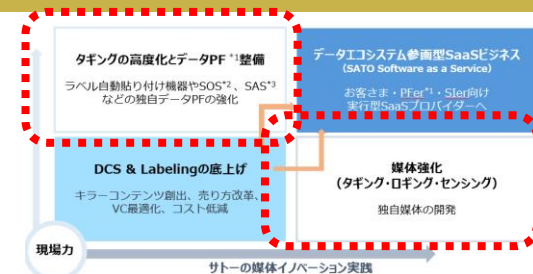 タギングの高度化とデータPF *1整備
ラベル自動貼り付け機器やSOS*2、SAS*3
などの独自データPFの強化
データエコシステム参画型SaaSビジネス
(SATO Software as a Service)
お客さま・PFer*1・SIer向け
実行型SaaSプロバイダーへ
DCS & Labelingの底上げ
キラーコンテンツ創出、売り方改革、
VC最適化、コスト低減
媒体強化
(タギング・ロギング・センシング)
独自媒体の開発
現場力
サトーの媒体イノベーション実践